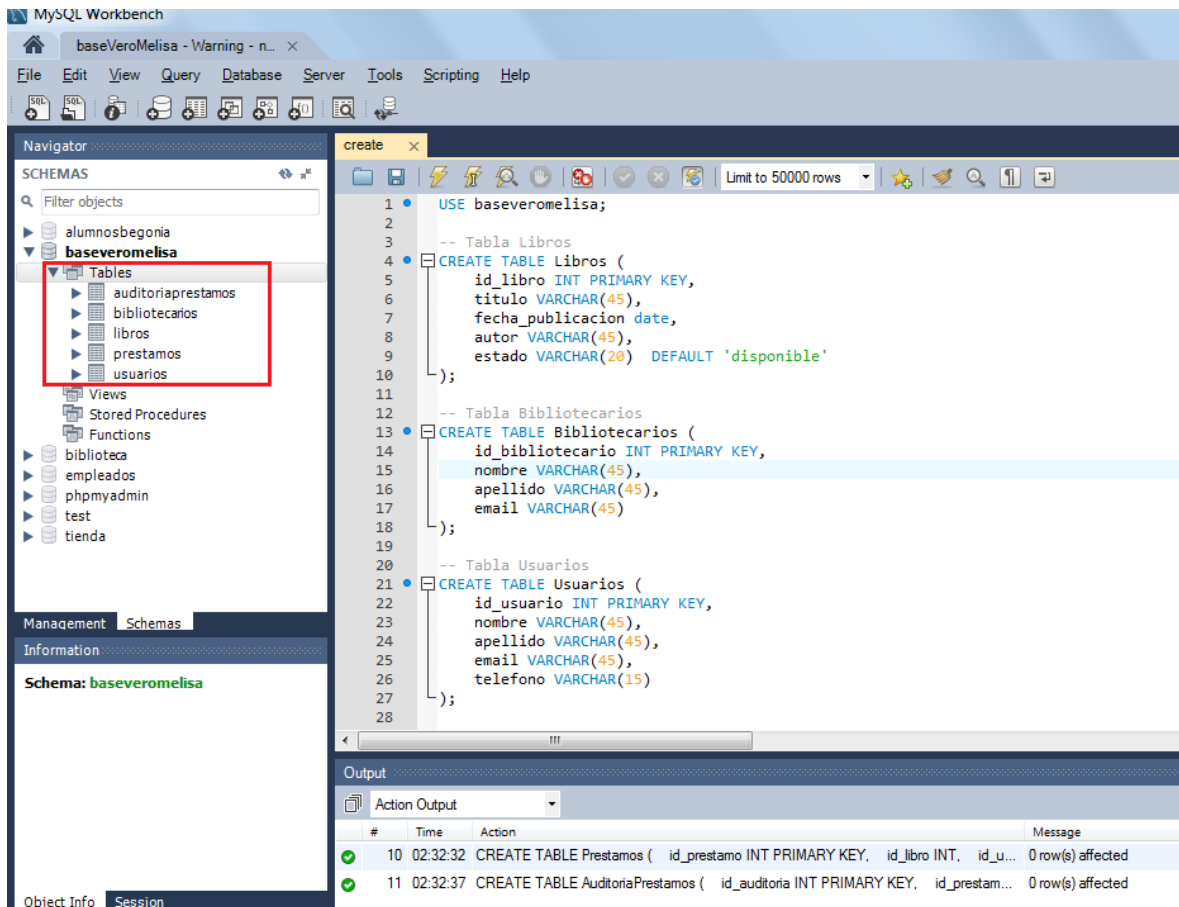 MySQL Workbench
baseVeroMelisa - Warning - n...
File Edit View Query Database Server Tools Scripting Help
Navigator
SCHEMAS
Filter objects
alumnosbegonia
baseveromelisa
Tables
auditoriaprestamos
bibliotecarios
libros
prestamos
usuarios
Views
Stored Procedures
Functions
biblioteca
empleados
phpmyadmin
test
tienda
Management Schemas
Information
Schema: baseveromelisa
Object Info Session
create
Limit to 50000 rows
1 USE baseveromelisa;
2
3 -- Tabla Libros
4 CREATE TABLE Libros (
5 id_libro INT PRIMARY KEY,
6 titulo VARCHAR(45),
7 fecha_publicacion date,
8 autor VARCHAR(45),
9 estado VARCHAR(20) DEFAULT 'disponible'
10 );
11
12 -- Tabla Bibliotecarios
13 CREATE TABLE Bibliotecarios (
14 id_bibliotecario INT PRIMARY KEY,
15 nombre VARCHAR(45),
16 apellido VARCHAR(45),
17 email VARCHAR(45)
18 );
19
20 -- Tabla Usuarios
21 CREATE TABLE Usuarios (
22 id_usuario INT PRIMARY KEY,
23 nombre VARCHAR(45),
24 apellido VARCHAR(45),
25 email VARCHAR(45),
26 telefono VARCHAR(15)
27 );
28
Output
Action Output
# Time Action Message
10 02:32:32 CREATE TABLE Prestamos ( id_prestamo INT PRIMARY KEY, id_libro INT, id_u... 0 row(s) affected
11 02:32:37 CREATE TABLE AuditoriaPrestamos ( id_auditoria INT PRIMARY KEY, id_prestam... 0 row(s) affected